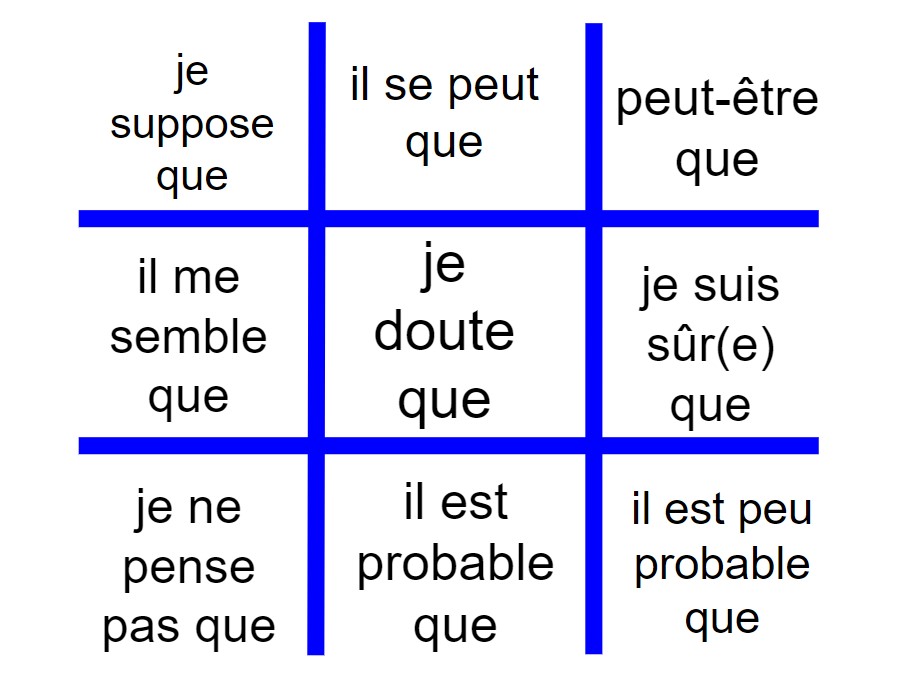 je
suppose
que
il se peut
que
peut-être
que
il me
semble
que
je
doute
que
je suis
sûr(e)
que
je ne
pense
pas que
il est
probable
que
il est peu
probable
que